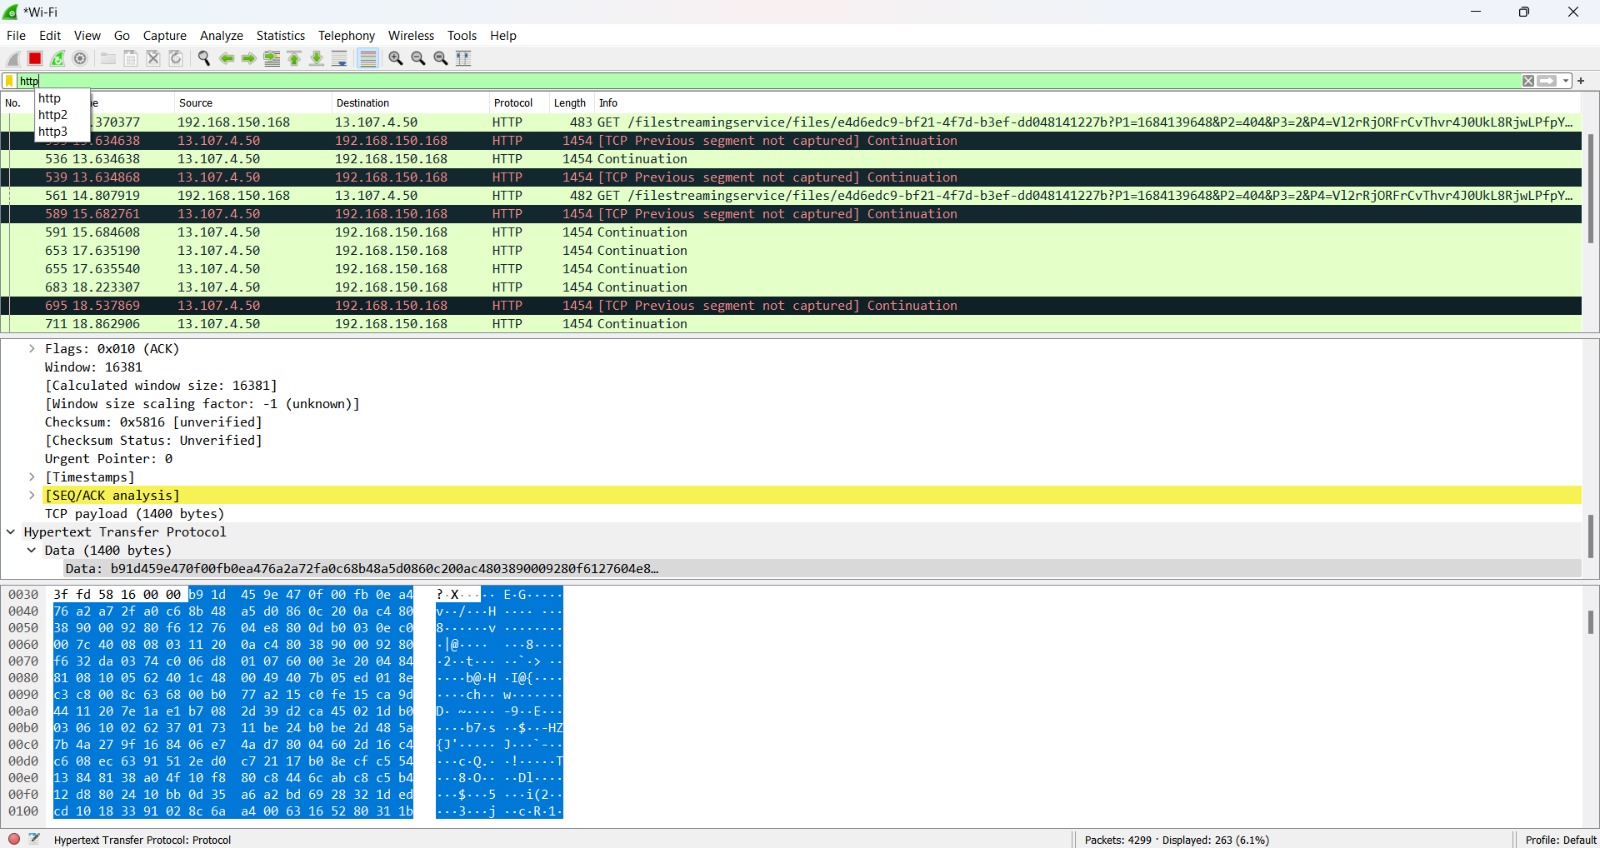 *Wi-Fi
File Edit View Go Capture Analyze Statistics Telephony Wireless Tools Help
http
http
http2
http3
No. Source Destination Protocol Length Info
.370377 192.168.150.168 13.107.4.50 HTTP 483 GET /filestreamingservice/files/e4d6edc9-bf21-4f7d-b3ef-dd048141227b?P1=1684139648&P2=404&P3=2&P4=Vl2rRjORFrCvThvr4J0UkL8RjwLPfpY…
.634638 13.107.4.50 192.168.150.168 HTTP 1454 [TCP Previous segment not captured] Continuation
536 13.634638 13.107.4.50 192.168.150.168 HTTP 1454 Continuation
539 13.634868 13.107.4.50 192.168.150.168 HTTP 1454 [TCP Previous segment not captured] Continuation
561 14.807919 192.168.150.168 13.107.4.50 HTTP 482 GET /filestreamingservice/files/e4d6edc9-bf21-4f7d-b3ef-dd048141227b?P1=1684139648&P2=404&P3=2&P4=Vl2rRjORFrCvThvr4J0UkL8RjwLPfpY…
589 15.682761 13.107.4.50 192.168.150.168 HTTP 1454 [TCP Previous segment not captured] Continuation
591 15.684608 13.107.4.50 192.168.150.168 HTTP 1454 Continuation
653 17.635190 13.107.4.50 192.168.150.168 HTTP 1454 Continuation
655 17.635540 13.107.4.50 192.168.150.168 HTTP 1454 Continuation
683 18.223307 13.107.4.50 192.168.150.168 HTTP 1454 Continuation
695 18.537869 13.107.4.50 192.168.150.168 HTTP 1454 [TCP Previous segment not captured] Continuation
711 18.862906 13.107.4.50 192.168.150.168 HTTP 1454 Continuation
Flags: 0x010 (ACK)
Window: 16381
[Calculated window size: 16381]
[Window size scaling factor: -1 (unknown)]
Checksum: 0x5816 [unverified]
[Checksum Status: Unverified]
Urgent Pointer: 0
[Timestamps]
[SEQ/ACK analysis]
TCP payload (1400 bytes)
Hypertext Transfer Protocol
Data (1400 bytes)
Data: b91d459e470f00fb0ea476a2a72fa0c68b48a5d0860c200ac4803890009280f6127604e8…
0030 3f fd 58 16 00 00 b9 1d 45 9e 47 0f 00 fb 0e a4 ?·X····· E·G·····
0040 76 a2 a7 2f a0 c6 8b 48 a5 d0 86 0c 20 0a c4 80 v··/···H ···· ···
0050 38 90 00 92 80 f6 12 76 04 e8 80 0d b0 03 0e c0 8······v ········
0060 00 7c 40 08 08 03 11 20 0a c4 80 38 90 00 92 80 ·|@···· ···8····
0070 f6 32 da 03 74 c0 06 d8 01 07 60 00 3e 20 04 84 ·2··t··· ··`·> ··
0080 81 08 10 05 62 40 1c 48 00 49 40 7b 05 ed 01 8e ····b@·H ·I@{····
0090 c3 c8 00 8c 63 68 00 b0 77 a2 15 c0 fe 15 ca 9d ····ch·· w·······
00a0 44 11 20 7e 1a e1 b7 08 2d 39 d2 ca 45 02 1d b0 D· ~···· -9··E···
00b0 03 06 10 02 62 37 01 73 11 be 24 b0 be 2d 48 5a ····b7·s ··$··-HZ
00c0 7b 4a 27 9f 16 84 06 e7 4a d7 80 04 60 2d 16 c4 {J'····· J···`-··
00d0 c6 08 ec 63 91 51 2e d0 c7 21 17 b0 8e cf c5 54 ···c·Q.· ·!·····T
00e0 13 84 81 38 a0 4f 10 f8 80 c8 44 6c ab c8 c5 b4 ···8·O·· ··Dl····
00f0 12 d8 80 24 10 bb 0d 35 a6 a2 bd 69 28 32 1d ed ···$···5 ···i(2··
0100 cd 10 18 33 91 02 8c 6a a4 00 63 16 52 80 31 1b ···3···j ··c·R·1·
Hypertext Transfer Protocol: Protocol Packets: 4299 · Displayed: 263 (6.1%) Profile: Default